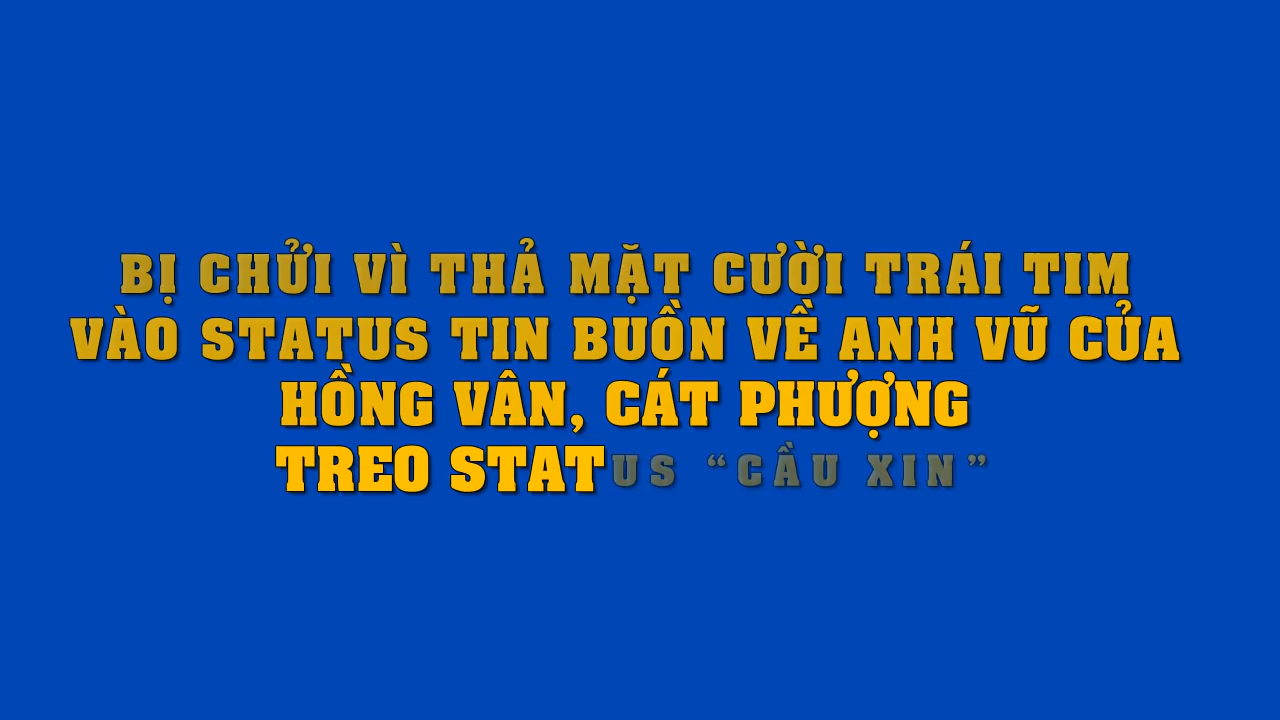 BỊ CHỬI VÌ THẢ MẶT CƯỜI TRÁI TIM
VÀO STATUS TIN BUỒN VỀ ANH VŨ CỦA
HỒNG VÂN, CÁT PHƯỢNG
TREO STATUS “CẦU XIN”